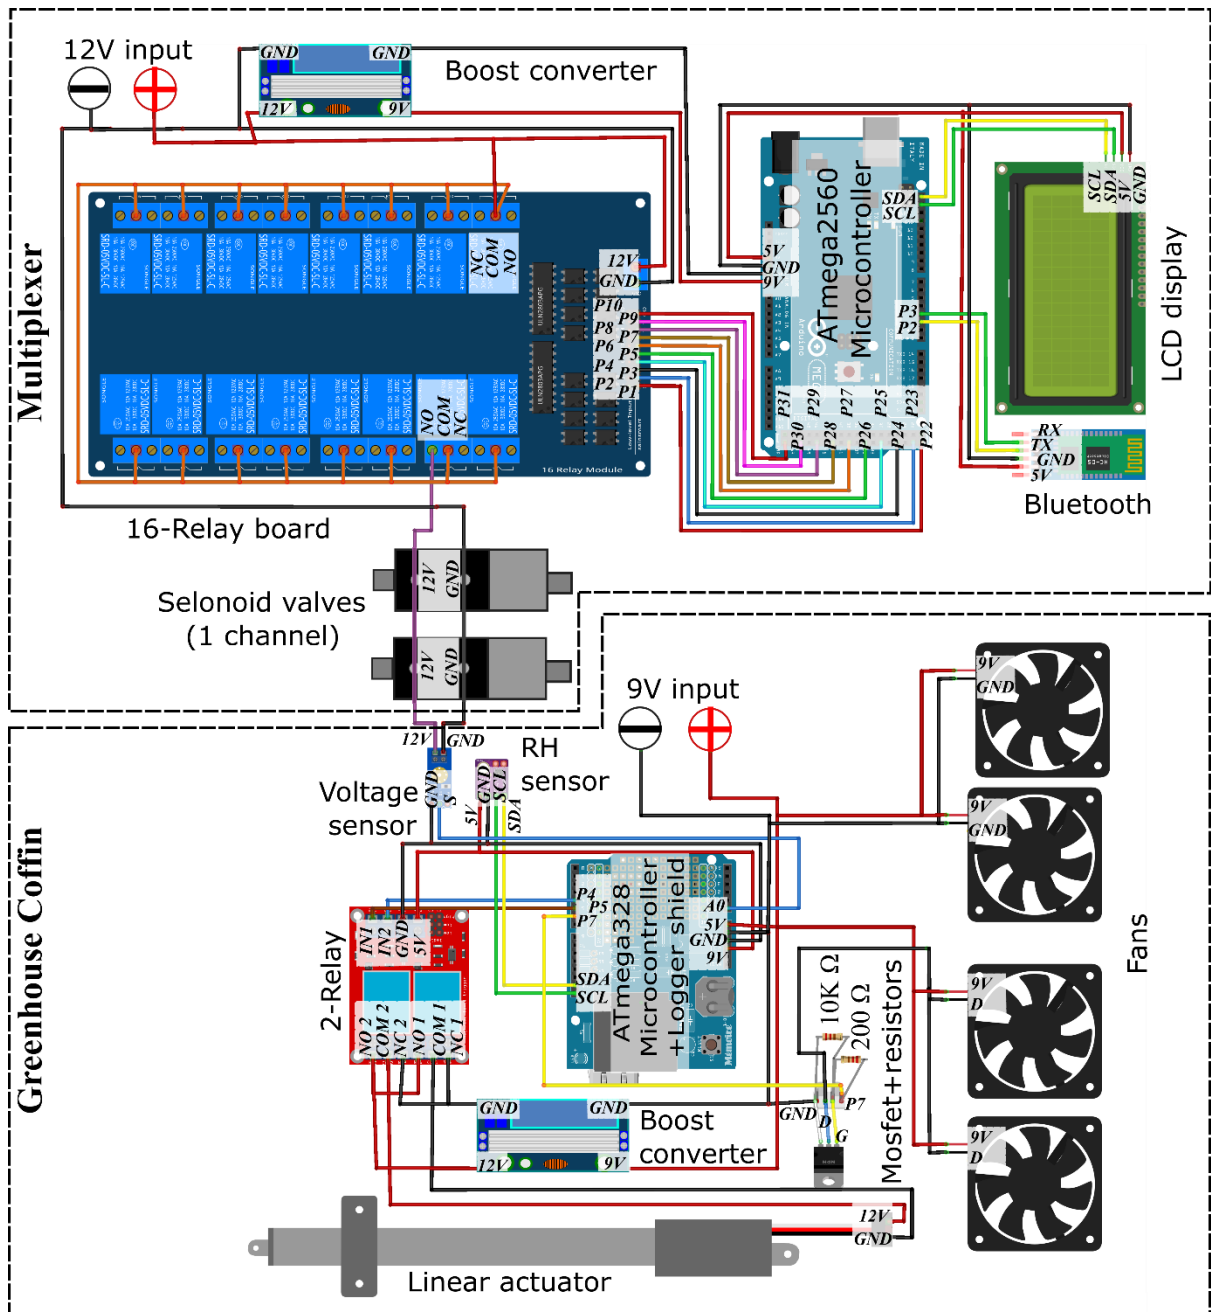 12V input
GND
GND
Boost converter
12V
9V
Multiplexer
ATmega2560
Microcontroller
SDA
SCL
5V
GND
9V
P3
P2
P31
P30
P29
P28
P27
P26
P25
P24
P23
P22
SCL
SDA
5V
GND
LCD display
NC
COM
NO
12V
GND
P10
P9
P8
P7
P6
P5
P4
P3
P2
P1
NO
COM
NC
16 Relay Module
16-Relay board
RX
TX
GND
5V
Bluetooth
Selonoid valves
(1 channel)
12V
GND
12V
GND
Greenhouse Coffin
12V
GND
GND
S
Voltage
sensor
RH
sensor
5V
GND
SCL
SDA
9V input
9V
GND
9V
GND
9V
D
9V
D
Fans
2-Relay
IN1
IN2
GND
5V
NO 2
COM 2
NC 2
NO 1
COM 1
NC 1
P4
P5
P7
SDA
SCL
ATmega328
Microcontroller
+Logger shield
A0
5V
GND
9V
10K Ω
200 Ω
Mosfet+resistors
GND
D
G
P7
GND
GND
12V
9V
Boost
converter
12V
GND
Linear actuator